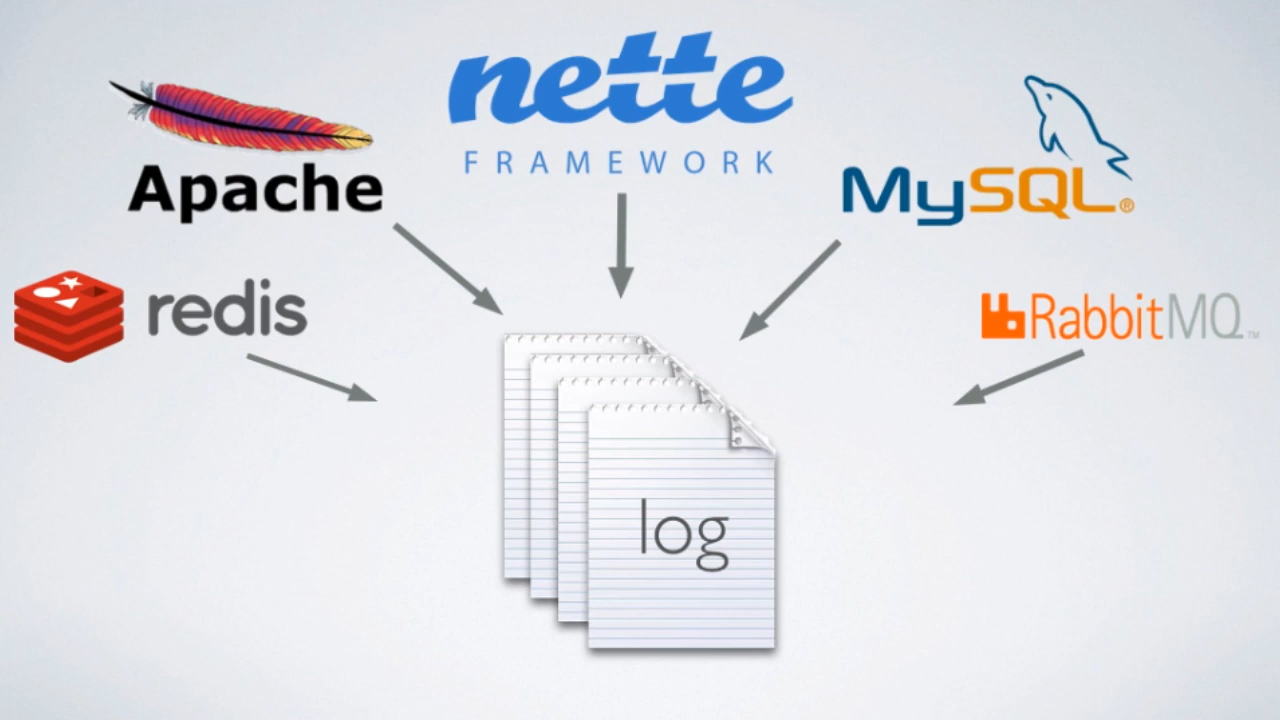 nette
FRAMEWORK
Apache
MySQL®
redis
RabbitMQ™
log